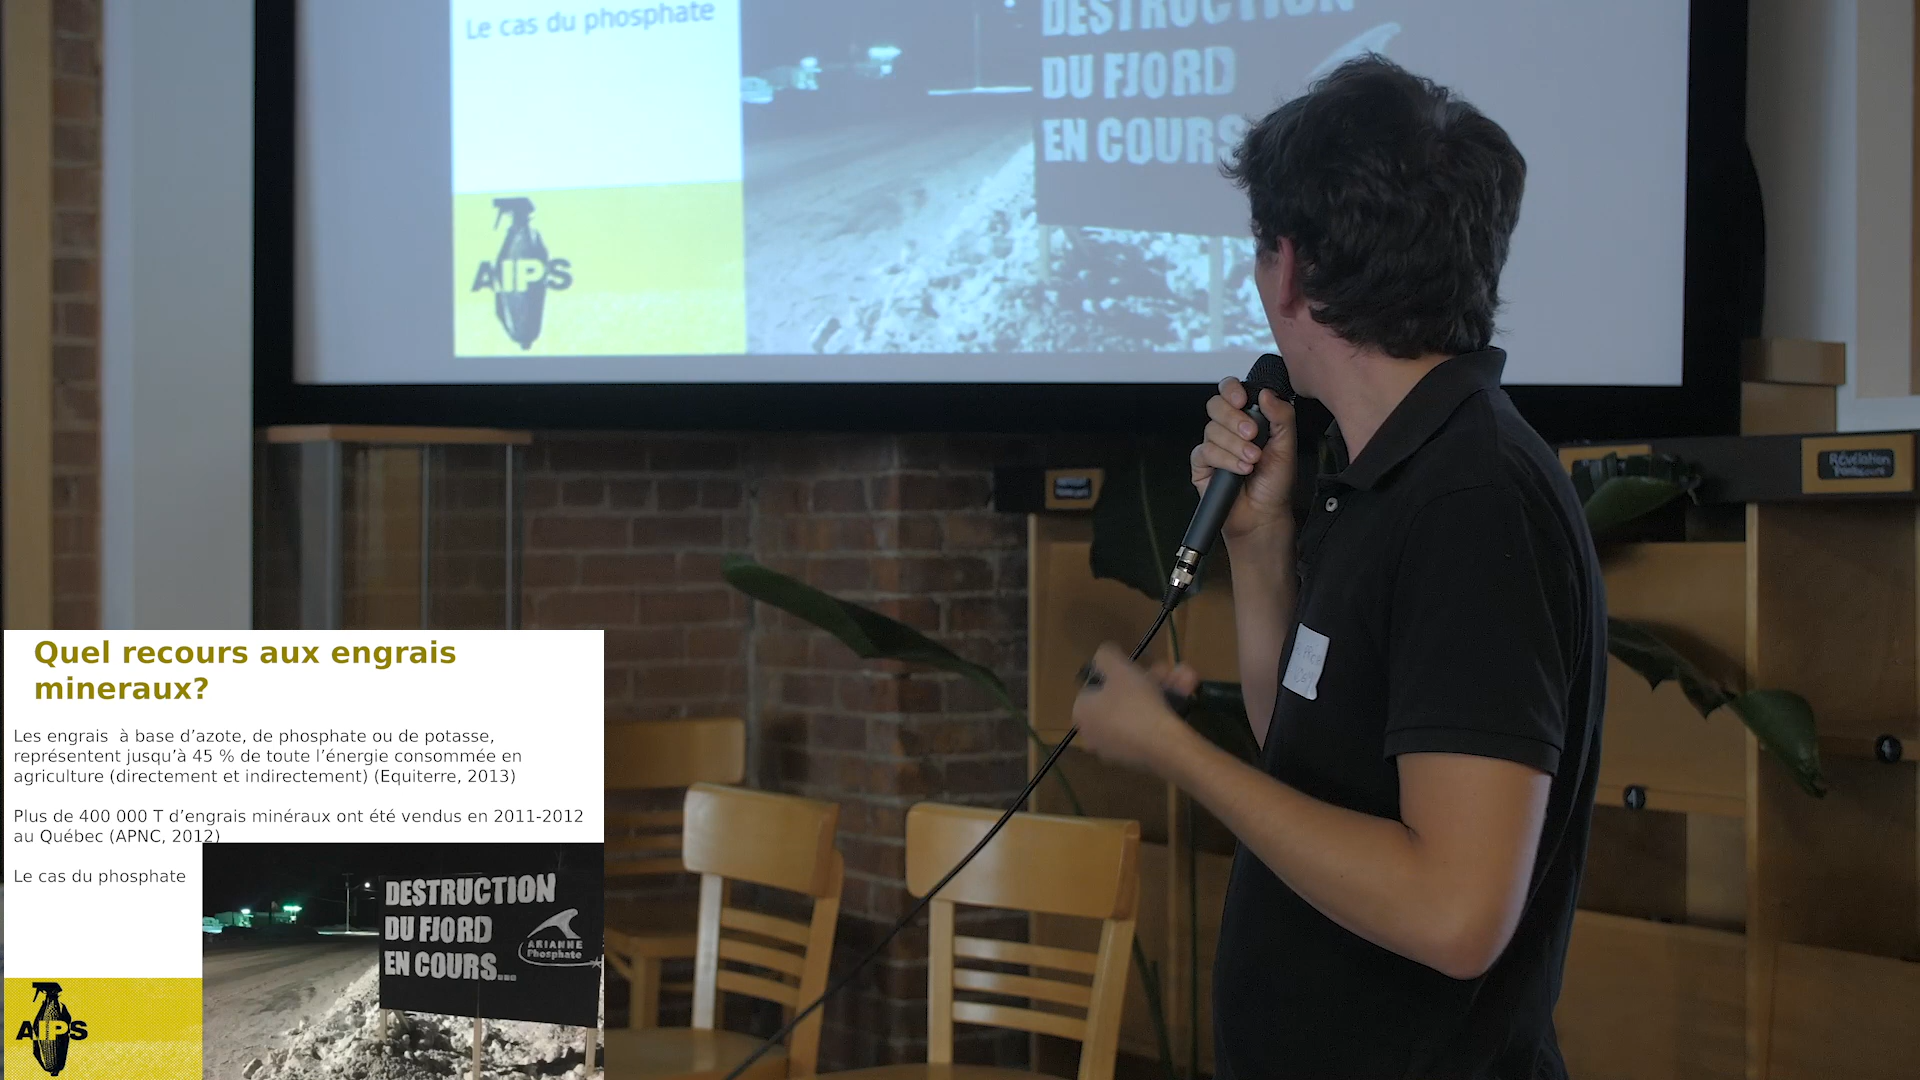 Le cas du phosphate
DESTRUCTION
DU FJORD
EN COURS
AIPS
Révélation
Quel recours aux engrais
mineraux?
Les engrais  à base d’azote, de phosphate ou de potasse,
représentent jusqu’à 45 % de toute l’énergie consommée en
agriculture (directement et indirectement) (Equiterre, 2013)
Plus de 400 000 T d’engrais minéraux ont été vendus en 2011-2012
au Québec (APNC, 2012)
Le cas du phosphate
DESTRUCTION
DU FJORD
EN COURS...
ARIANNE
Phosphate
AIPS